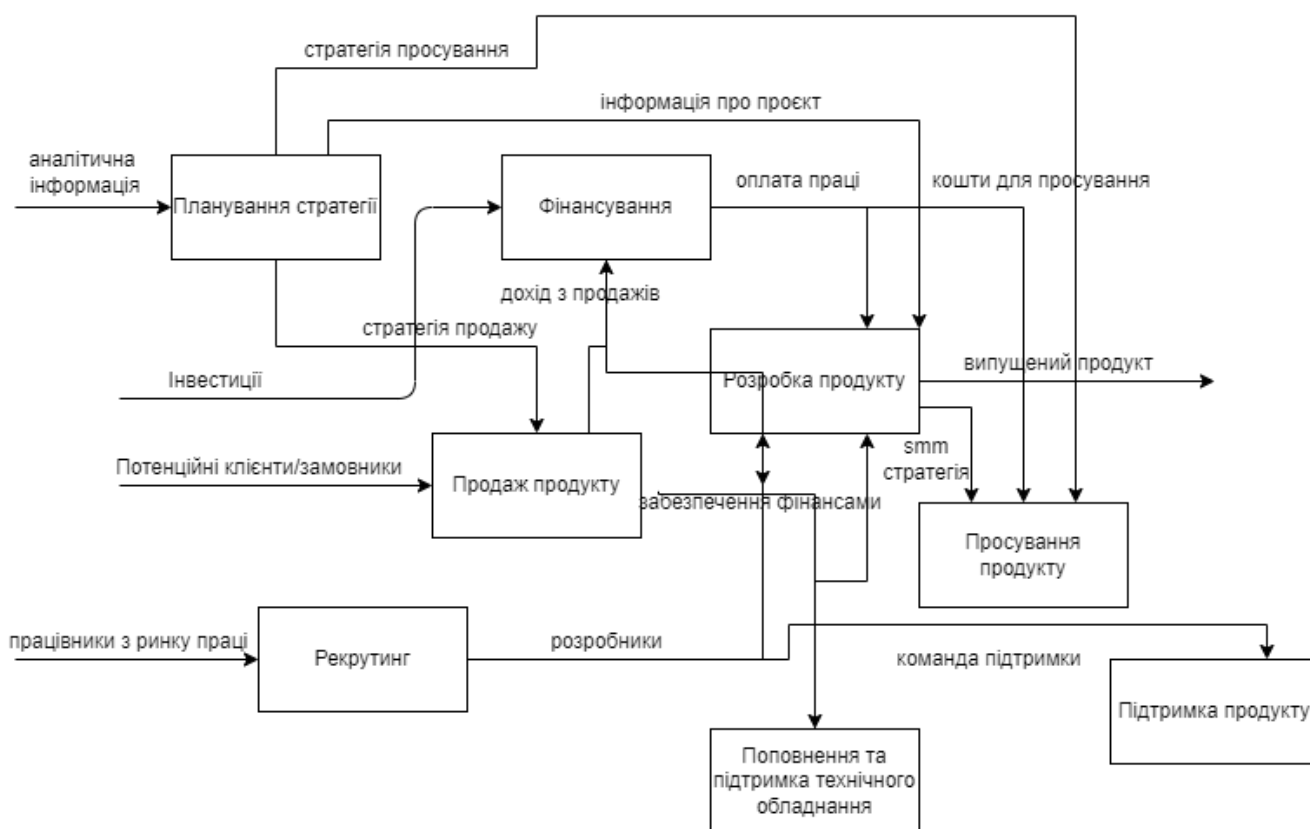 стратегія просування
інформація про проєкт
аналітична
інформація
Планування стратегії
Фінансування
оплата праці
кошти для просування
дохід з продажів
стратегія продажу
Інвестиції
Розробка продукту
випущений продукт
Потенційні клієнти/замовники
Продаж продукту
smm
стратегія
забезпечення фінансами
Просування
продукту
працівники з ринку праці
Рекрутинг
розробники
команда підтримки
Підтримка продукту
Поповнення та
підтримка технічного
обладнання